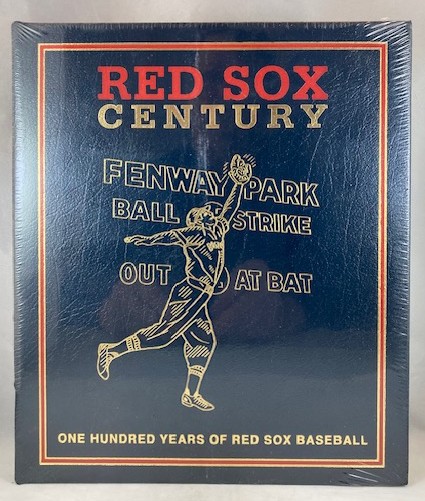 RED SOX
CENTURY
FENWAY PARK
BALL STRIKE
OUT AT BAT
ONE HUNDRED YEARS OF RED SOX BASEBALL